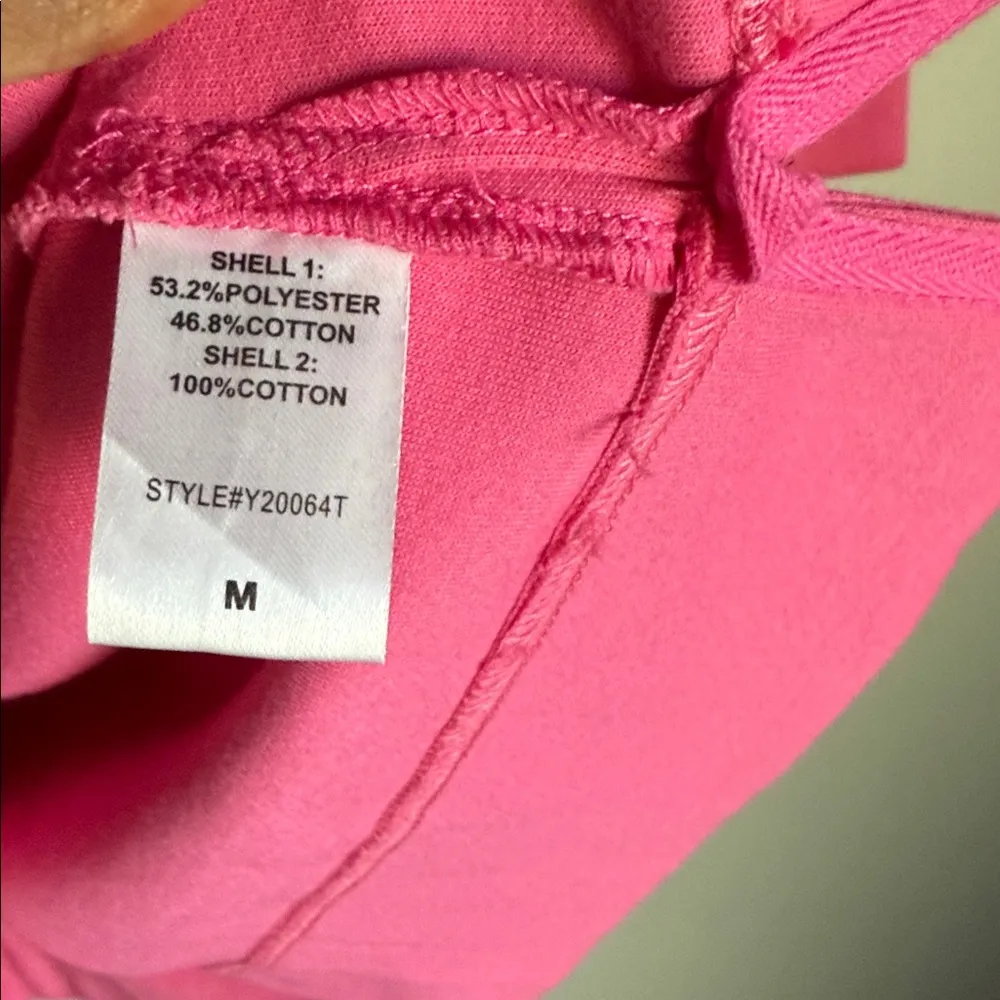 SHELL 1:
53.2%POLYESTER
46.8%COTTON
SHELL 2:
100%COTTON
STYLE#Y20064T
M